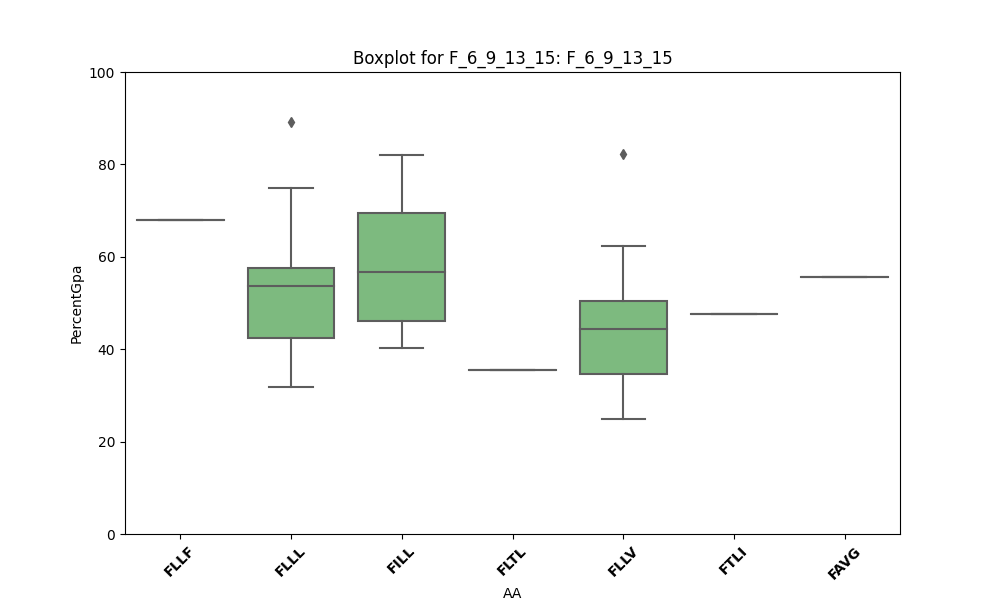 Boxplot for F_6_9_13_15: F_6_9_13_15
100
80
60
40
20
0
PercentGpa
FLLF
FLLL
FILL
FLTL
FLLV
FTLI
FAVG
AA